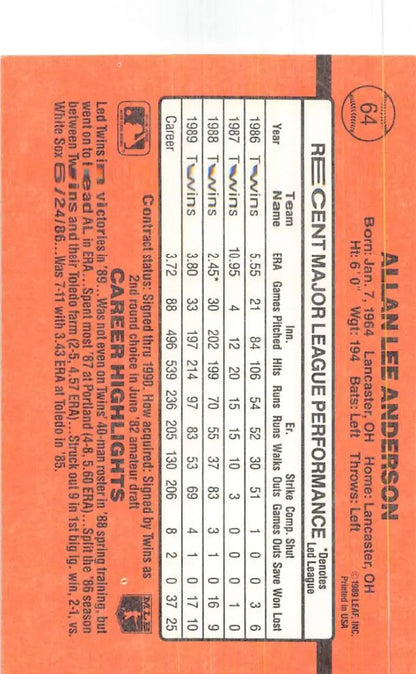 64
ALLAN LEE ANDERSON
Born: Jan. 7, 1964 Lancaster, OH Home: Lancaster, OH
Ht: 6' 0" Wgt: 194 Bats: Left Throws: Left
© 1989 LEAF, INC.
Printed in USA
RECENT MAJOR LEAGUE PERFORMANCE *Denotes Led League
Year Team Name ERA Games Inn. Pitched Hits Runs Er. Runs Walks Strike Outs Comp. Games Shut Outs Save Won Lost
1986 Twins 5.55 21 84 106 54 52 30 51 1 0 0 3 6
1987 Twins 10.95 4 12 20 15 15 10 3 0 0 0 1 0
1988 Twins 2.45* 30 202 199 70 55 37 83 3 1 0 16 9
1989 Twins 3.80 33 197 214 97 83 53 69 4 1 0 17 10
Career 3.72 88 496 539 236 205 130 206 8 2 0 37 25
Contract status: Signed thru 1990. How acquired: Signed by Twins as
2nd round choice in June '82 amateur draft
CAREER HIGHLIGHTS
MLB
Led Twins in victories in '89...Was not even on Twins' 40-man roster in '88 spring training, but
went on to lead AL in ERA...Spent most '87 at Portland (4-8, 5.60 ERA)...Split the '86 season
between Twins and their Toledo farm (2-5, 4.57 ERA)...Struck out 9 in 1st big lg. win, 2-1, vs.
White Sox 6/24/86...Was 7-11 with 3.43 ERA at Toledo in '85.